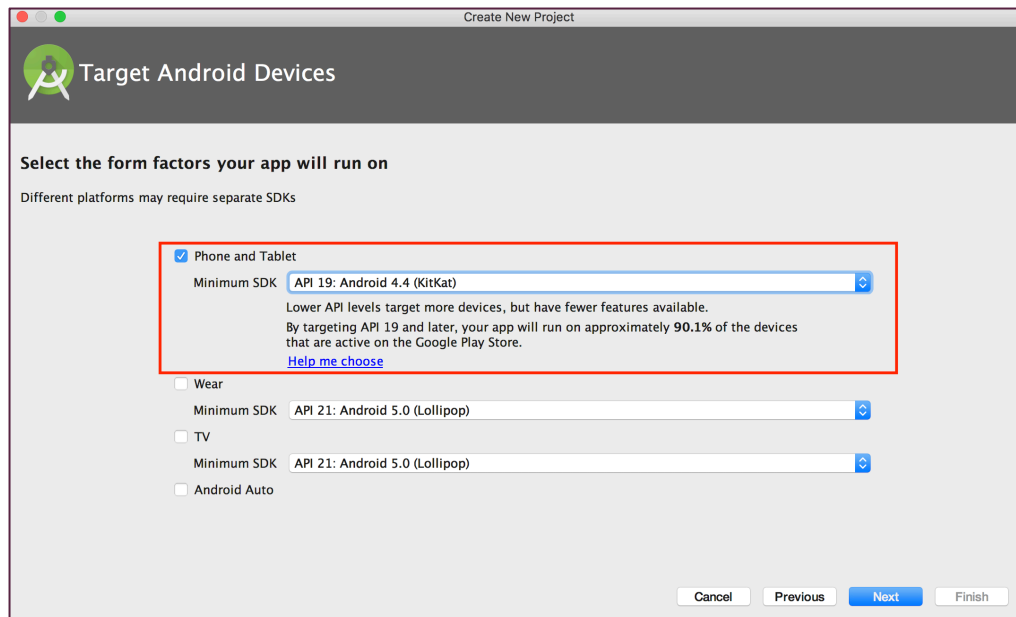 Create New Project
Target Android Devices
Select the form factors your app will run on
Different platforms may require separate SDKs
Phone and Tablet
Minimum SDK API 19: Android 4.4 (KitKat)
Lower API levels target more devices, but have fewer features available.
By targeting API 19 and later, your app will run on approximately 90.1% of the devices
that are active on the Google Play Store.
Help me choose
Wear
Minimum SDK API 21: Android 5.0 (Lollipop)
TV
Minimum SDK API 21: Android 5.0 (Lollipop)
Android Auto
Cancel Previous Next Finish